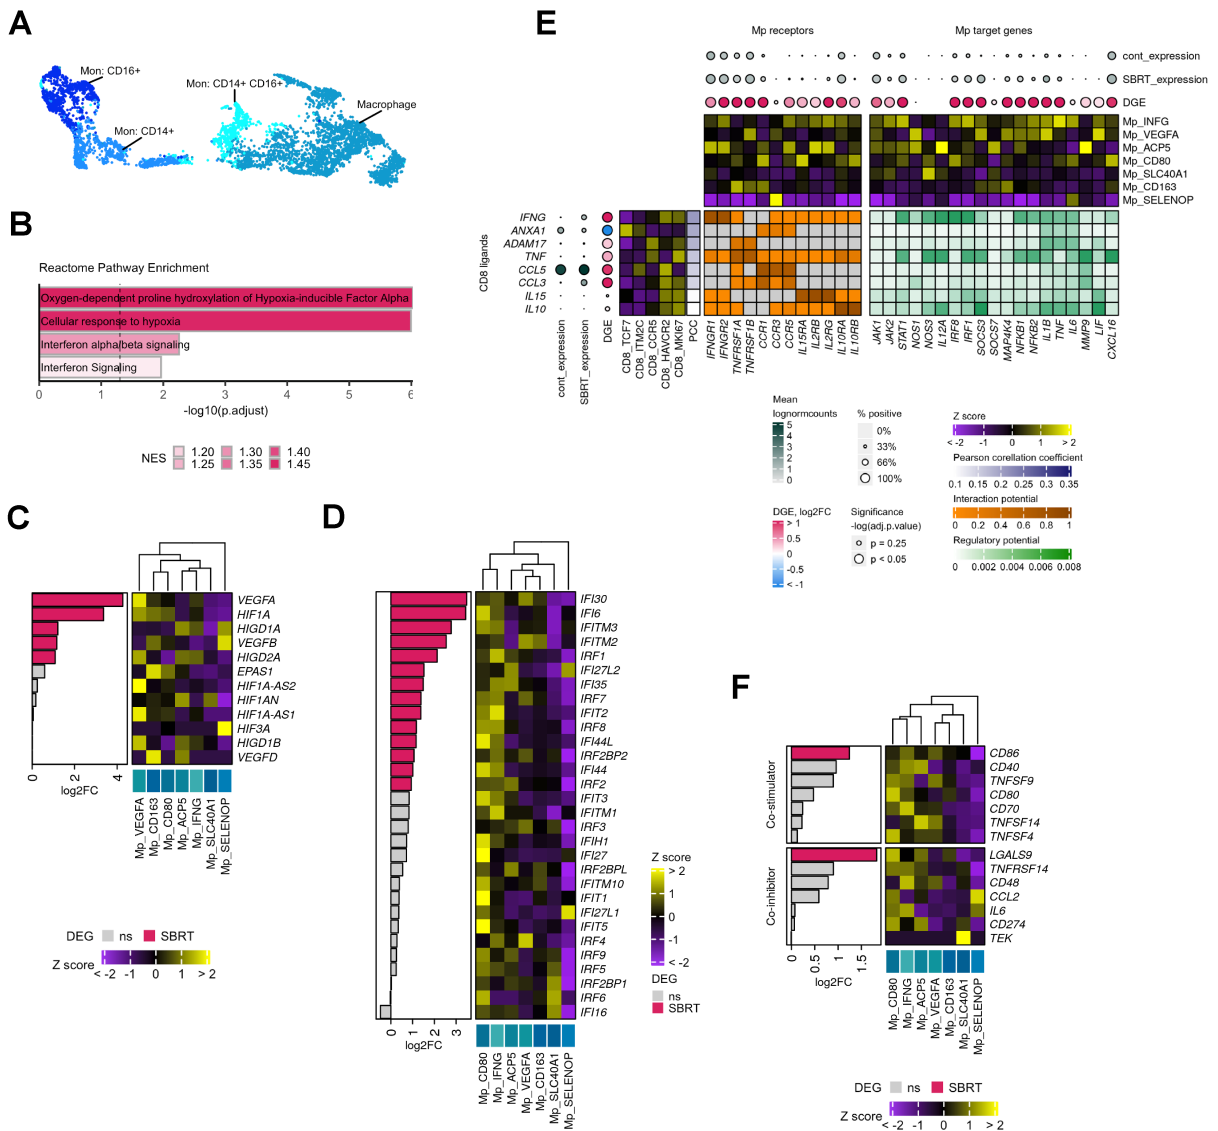 A
Mon: CD16+
Mon: CD14+ CD16+
Macrophage
Mon: CD14+
B
Reactome Pathway Enrichment
Oxygen-dependent proline hydroxylation of Hypoxia-inducible Factor Alpha
Cellular response to hypoxia
Interferon alpha/beta signaling
Interferon Signaling
0 1 2 3 4 5 6
-log10(p.adjust)
NES
1.20 1.30 1.40
1.25 1.35 1.45
C
VEGFA
HIF1A
HIGD1A
VEGFB
HIGD2A
EPAS1
HIF1A-AS2
HIF1AN
HIF1A-AS1
HIF3A
HIGD1B
VEGFD
0 2 4
log2FC
Mp_VEGFA
Mp_CD163
Mp_CD80
Mp_ACP5
Mp_IFNG
Mp_SLC40A1
Mp_SELENOP
DEG ns SBRT
Z score
< -2 -1 0 1 > 2
D
IFI30
IFI6
IFITM3
IFITM2
IRF1
IFI27L2
IFI35
IRF7
IFIT2
IRF8
IFI44L
IRF2BP2
IFI44
IRF2
IFIT3
IFITM1
IRF3
IFIH1
IFI27
IRF2BPL
IFITM10
IFIT1
IFI27L1
IFIT5
IRF4
IRF9
IRF5
IRF2BP1
IRF6
IFI16
0 1 2 3
log2FC
Mp_CD80
Mp_IFNG
Mp_ACP5
Mp_VEGFA
Mp_CD163
Mp_SLC40A1
Mp_SELENOP
Z score
> 2
1
0
-1
< -2
DEG
ns
SBRT
E
Mp receptors
Mp target genes
cont_expression
SBRT_expression
DGE
Mp_INFG
Mp_VEGFA
Mp_ACP5
Mp_CD80
Mp_SLC40A1
Mp_CD163
Mp_SELENOP
CD8 ligands
IFNG
ANXA1
ADAM17
TNF
CCL5
CCL3
IL15
IL10
cont_expression
SBRT_expression
DGE
CD8_TCF7
CD8_ITM2C
CD8_CCR5
CD8_HAVCR2
CD8_MKI67
PCC
IFNGR1
IFNGR2
TNFRSF1A
TNFRSF1B
CCR1
CCR3
CCR5
IL15RA
IL2RB
IL2RG
IL10RA
IL10RB
JAK1
JAK2
STAT1
NOS1
NOS3
IL12A
IRF8
IRF1
SOCS3
SOCS7
MAP4K4
NFKB1
NFKB2
IL1B
TNF
IL6
MMP9
LIF
CXCL16
Mean
lognormcounts
5
4
3
2
1
0
% positive
0%
33%
66%
100%
DGE, log2FC
> 1
0.5
0
-0.5
< -1
Significance
-log(adj.p.value)
p = 0.25
p < 0.05
Z score
< -2 -1 0 1 > 2
Pearson corellation coefficient
0.1 0.15 0.2 0.25 0.3 0.35
Interaction potential
0 0.2 0.4 0.6 0.8 1
Regulatory potential
0 0.002 0.004 0.006 0.008
F
Co-stimulator
CD86
CD40
TNFSF9
CD80
CD70
TNFSF14
TNFSF4
Co-inhibitor
LGALS9
TNFRSF14
CD48
CCL2
IL6
CD274
TEK
0 0.5 1 1.5
log2FC
Mp_CD80
Mp_IFNG
Mp_ACP5
Mp_VEGFA
Mp_CD163
Mp_SLC40A1
Mp_SELENOP
DEG ns SBRT
Z score
< -2 -1 0 1 > 2